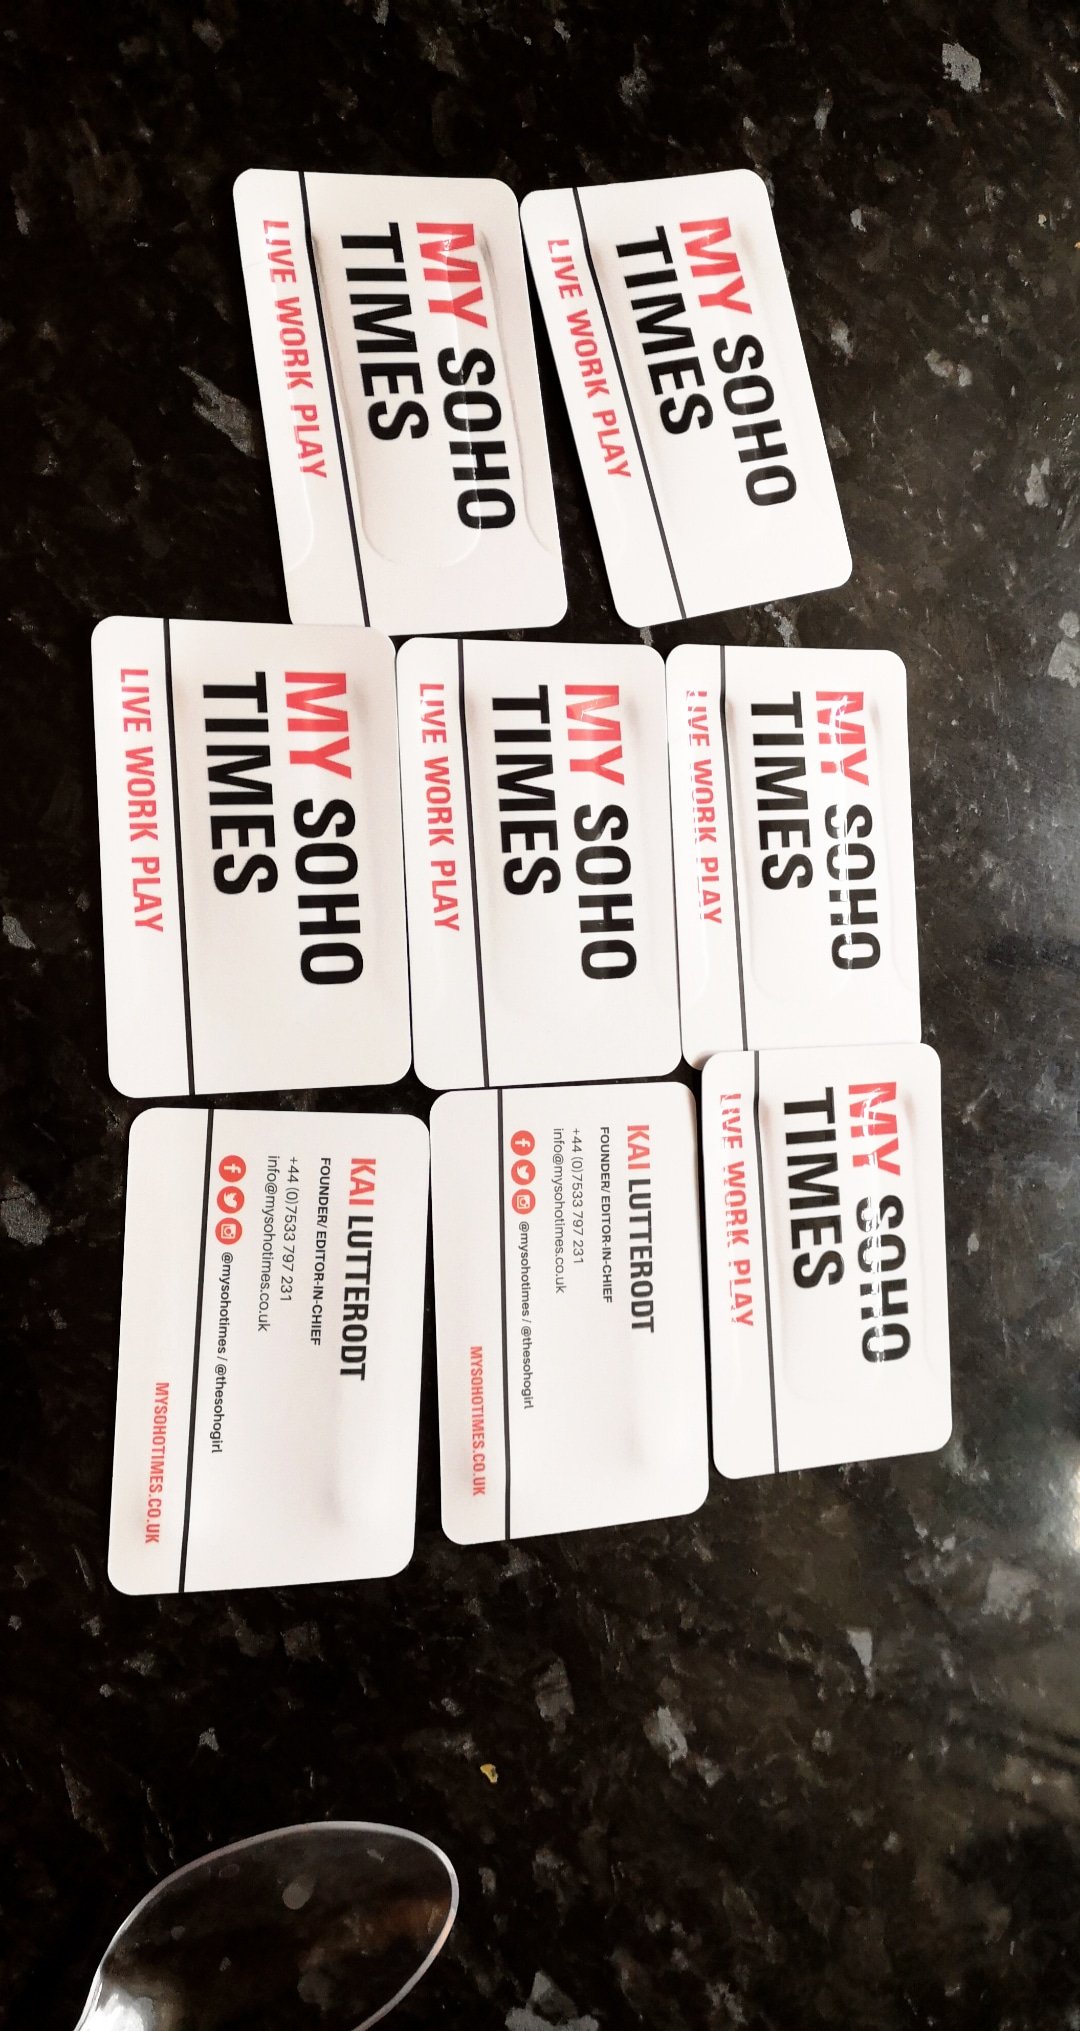 MY SOHO
TIMES
LIVE WORK PLAY
MY SOHO
TIMES
LIVE WORK PLAY
MY SOHO
TIMES
LIVE WORK PLAY
MY SOHO
TIMES
LIVE WORK PLAY
MY SOHO
TIMES
LIVE WORK PLAY
KAI LUTTERODT
FOUNDER/ EDITOR-IN-CHIEF
+44 (0)7533 797 231
info@mysohotimes.co.uk
@mysohotimes / @thesohogirl
MYSOHOTIMES.CO.UK
MY SOHO
TIMES
LIVE WORK PLAY
KAI LUTTERODT
FOUNDER/ EDITOR-IN-CHIEF
+44 (0)7533 797 231
info@mysohotimes.co.uk
@mysohotimes / @thesohogirl
MYSOHOTIMES.CO.UK